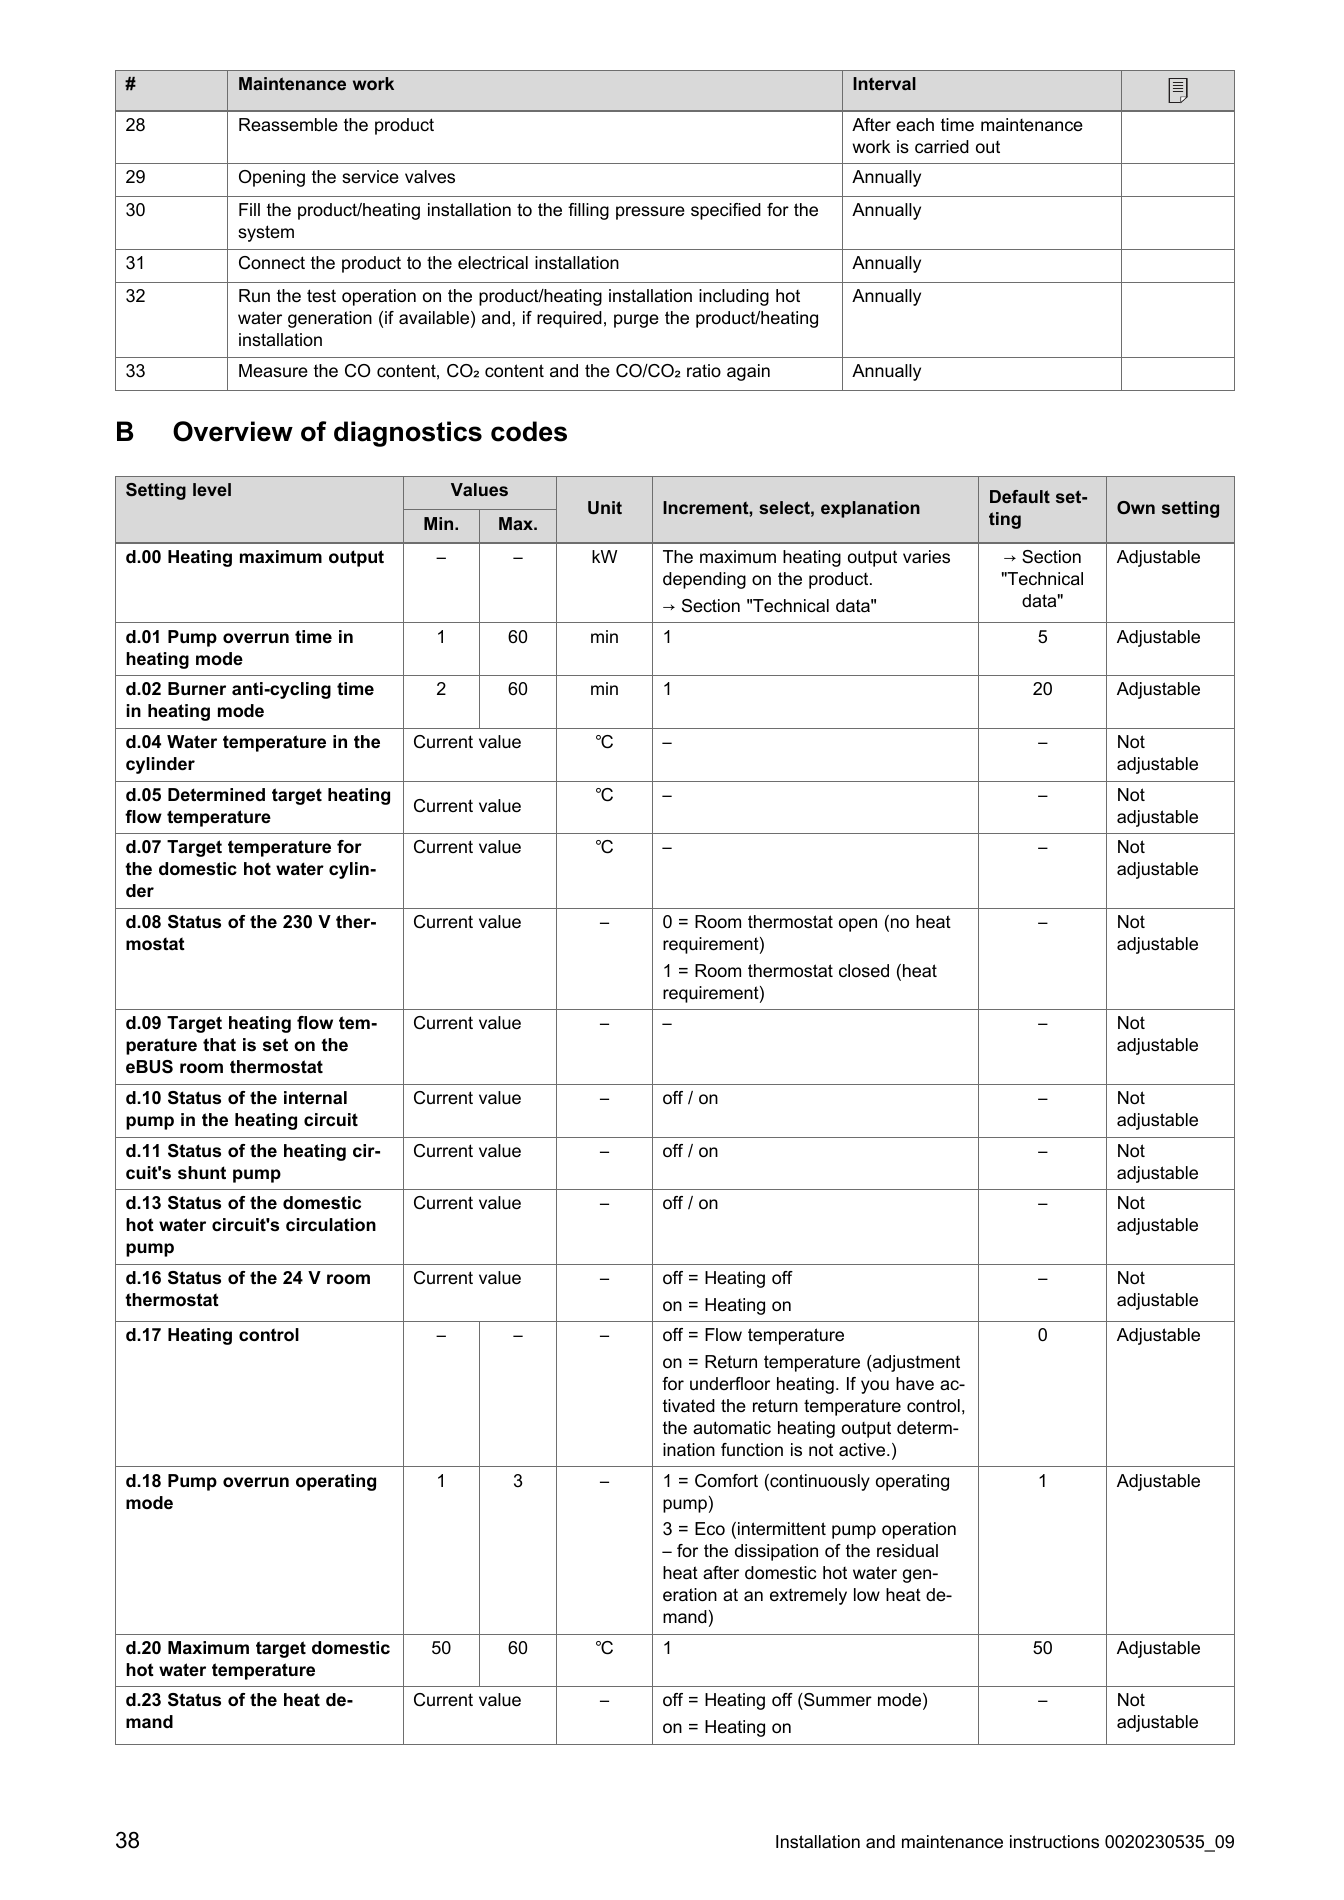 # Maintenance work Interval
28 Reassemble the product After each time maintenance
work is carried out
29 Opening the service valves Annually
30 Fill the product/heating installation to the filling pressure specified for the Annually
system
31 Connect the product to the electrical installation Annually
32 Run the test operation on the product/heating installation including hot Annually
water generation (if available) and, if required, purge the product/heating
installation
33 Measure the CO content, CO₂ content and the CO/CO₂ ratio again Annually
B Overview of diagnostics codes
Setting level Values Unit Increment, select, explanation Default set-
ting Own setting
Min. Max.
d.00 Heating maximum output – – kW The maximum heating output varies → Section Adjustable
depending on the product. "Technical
→ Section "Technical data" data"
d.01 Pump overrun time in 1 60 min 1 5 Adjustable
heating mode
d.02 Burner anti-cycling time 2 60 min 1 20 Adjustable
in heating mode
d.04 Water temperature in the Current value ℃ – – Not
cylinder adjustable
d.05 Determined target heating Current value ℃ – – Not
flow temperature adjustable
d.07 Target temperature for Current value ℃ – – Not
the domestic hot water cylin- adjustable
der
d.08 Status of the 230 V ther- Current value – 0 = Room thermostat open (no heat – Not
mostat requirement) adjustable
1 = Room thermostat closed (heat
requirement)
d.09 Target heating flow tem- Current value – – – Not
perature that is set on the adjustable
eBUS room thermostat
d.10 Status of the internal Current value – off / on – Not
pump in the heating circuit adjustable
d.11 Status of the heating cir- Current value – off / on – Not
cuit's shunt pump adjustable
d.13 Status of the domestic Current value – off / on – Not
hot water circuit's circulation adjustable
pump
d.16 Status of the 24 V room Current value – off = Heating off – Not
thermostat on = Heating on adjustable
d.17 Heating control – – – off = Flow temperature 0 Adjustable
on = Return temperature (adjustment
for underfloor heating. If you have ac-
tivated the return temperature control,
the automatic heating output determ-
ination function is not active.)
d.18 Pump overrun operating 1 3 – 1 = Comfort (continuously operating 1 Adjustable
mode pump)
3 = Eco (intermittent pump operation
– for the dissipation of the residual
heat after domestic hot water gen-
eration at an extremely low heat de-
mand)
d.20 Maximum target domestic 50 60 ℃ 1 50 Adjustable
hot water temperature
d.23 Status of the heat de- Current value – off = Heating off (Summer mode) – Not
mand on = Heating on adjustable
38 Installation and maintenance instructions 0020230535_09